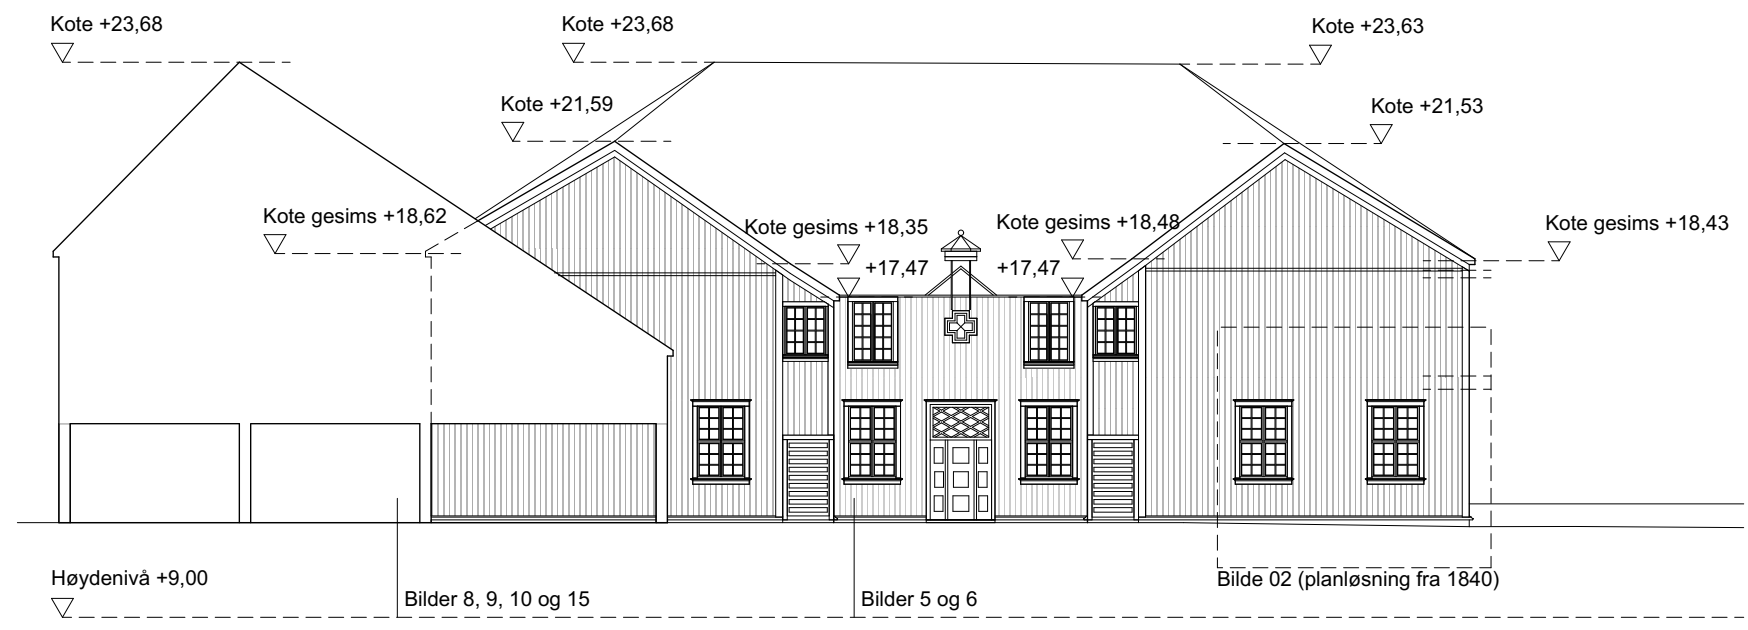 Kote +23,68
Kote +23,68
Kote +23,63
Kote +21,59
Kote +21,53
Kote gesims +18,62
Kote gesims +18,35
Kote gesims +18,48
Kote gesims +18,43
+17,47
+17,47
Høydenivå +9,00
Bilder 8, 9, 10 og 15
Bilder 5 og 6
Bilde 02 (planløsning fra 1840)